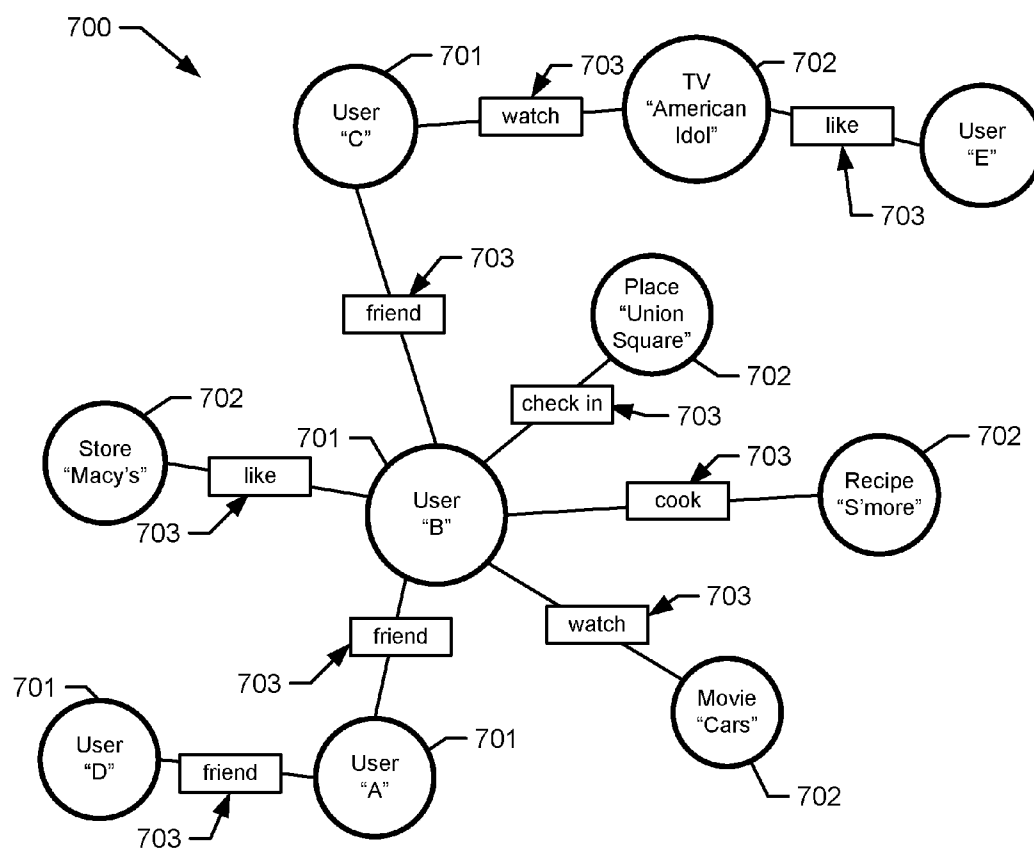 700
701
703
702
User
“C”
watch
TV
“American
Idol”
like
User
“E”
703
703
friend
Place
“Union
Square”
702
check in
703
702
Store
“Macy’s”
like
703
701
User
“B”
703
cook
702
Recipe
“S’more”
friend
703
703
watch
Movie
“Cars”
702
701
User
“D”
friend
703
User
“A”
701